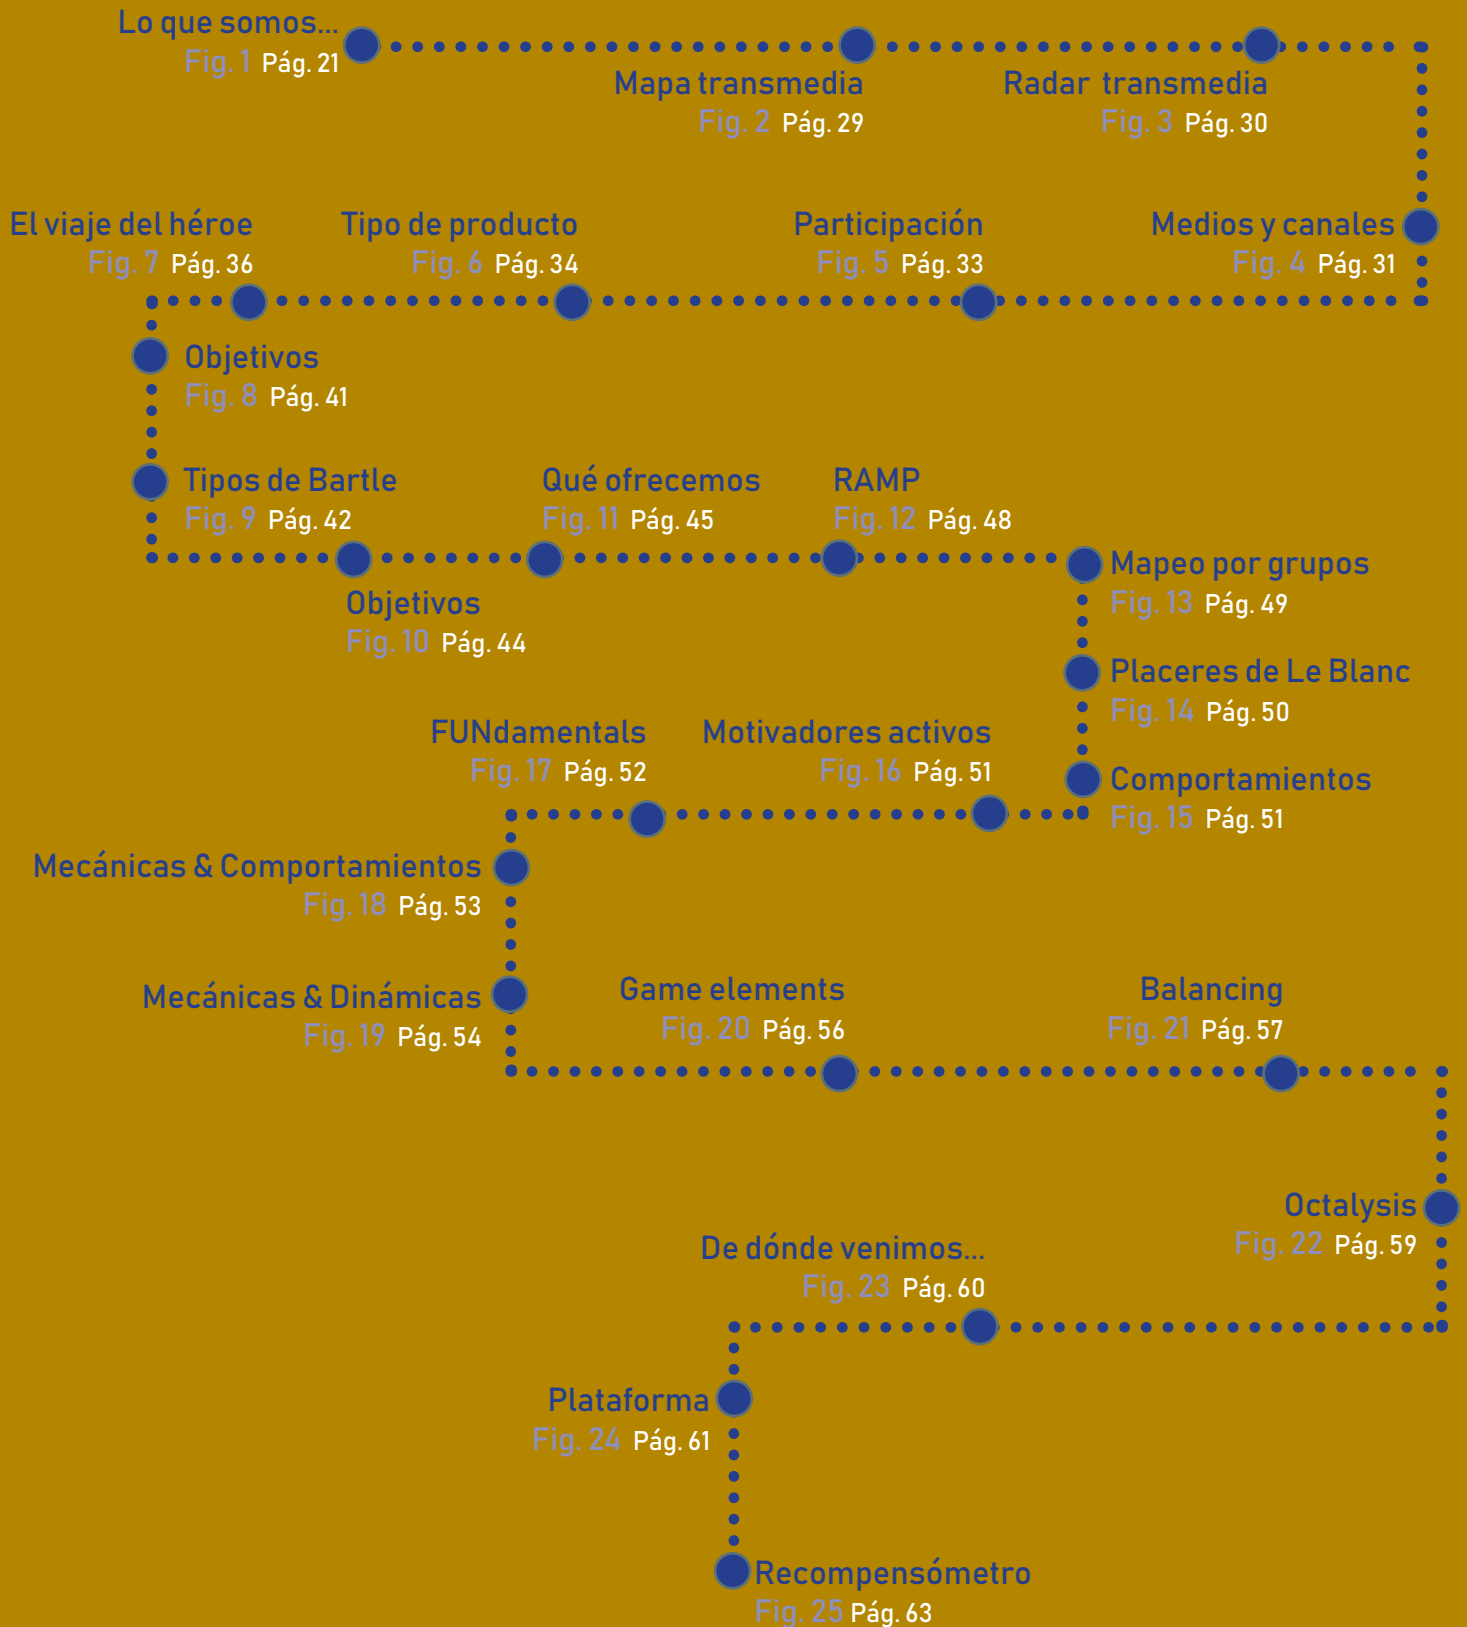 Lo que somos...
Fig. 1 Pág. 21
Mapa transmedia
Fig. 2 Pág. 29
Radar transmedia
Fig. 3 Pág. 30
Medios y canales
Fig. 4 Pág. 31
Participación
Fig. 5 Pág. 33
Tipo de producto
Fig. 6 Pág. 34
El viaje del héroe
Fig. 7 Pág. 36
Objetivos
Fig. 8 Pág. 41
Tipos de Bartle
Fig. 9 Pág. 42
Objetivos
Fig. 10 Pág. 44
Qué ofrecemos
Fig. 11 Pág. 45
RAMP
Fig. 12 Pág. 48
Mapeo por grupos
Fig. 13 Pág. 49
Placeres de Le Blanc
Fig. 14 Pág. 50
Comportamientos
Fig. 15 Pág. 51
Motivadores activos
Fig. 16 Pág. 51
FUNdamentals
Fig. 17 Pág. 52
Mecánicas & Comportamientos
Fig. 18 Pág. 53
Mecánicas & Dinámicas
Fig. 19 Pág. 54
Game elements
Fig. 20 Pág. 56
Balancing
Fig. 21 Pág. 57
Octalysis
Fig. 22 Pág. 59
De dónde venimos...
Fig. 23 Pág. 60
Plataforma
Fig. 24 Pág. 61
Recompensómetro
Fig. 25 Pág. 63